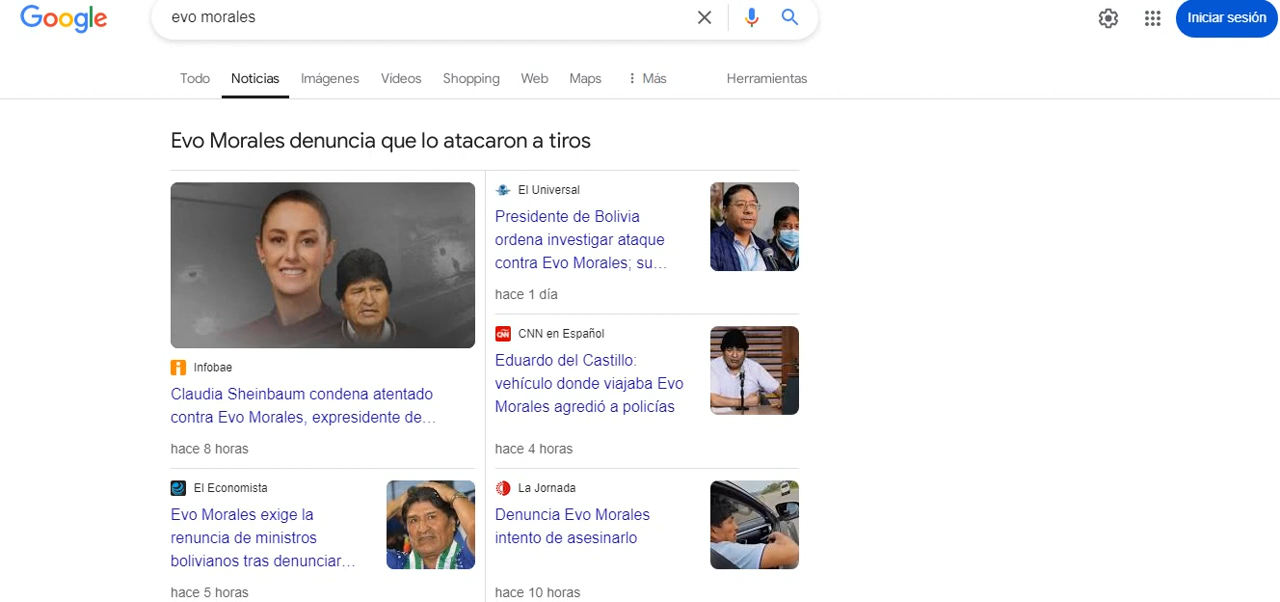 Google
evo morales
Iniciar sesión
Todo
Noticias
Imágenes
Vídeos
Shopping
Web
Maps
Más
Herramientas
Evo Morales denuncia que lo atacaron a tiros
Infobae
Claudia Sheinbaum condena atentado
contra Evo Morales, expresidente de…
hace 8 horas
El Economista
Evo Morales exige la
renuncia de ministros
bolivianos tras denunciar…
hace 5 horas
El Universal
Presidente de Bolivia
ordena investigar ataque
contra Evo Morales; su…
hace 1 día
CNN
CNN en Español
Eduardo del Castillo:
vehículo donde viajaba Evo
Morales agredió a policías
hace 4 horas
La Jornada
Denuncia Evo Morales
intento de asesinarlo
hace 10 horas